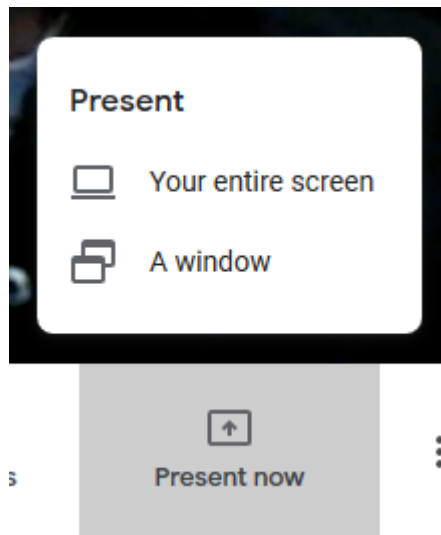 Present
Your entire screen
A window
s
Present now